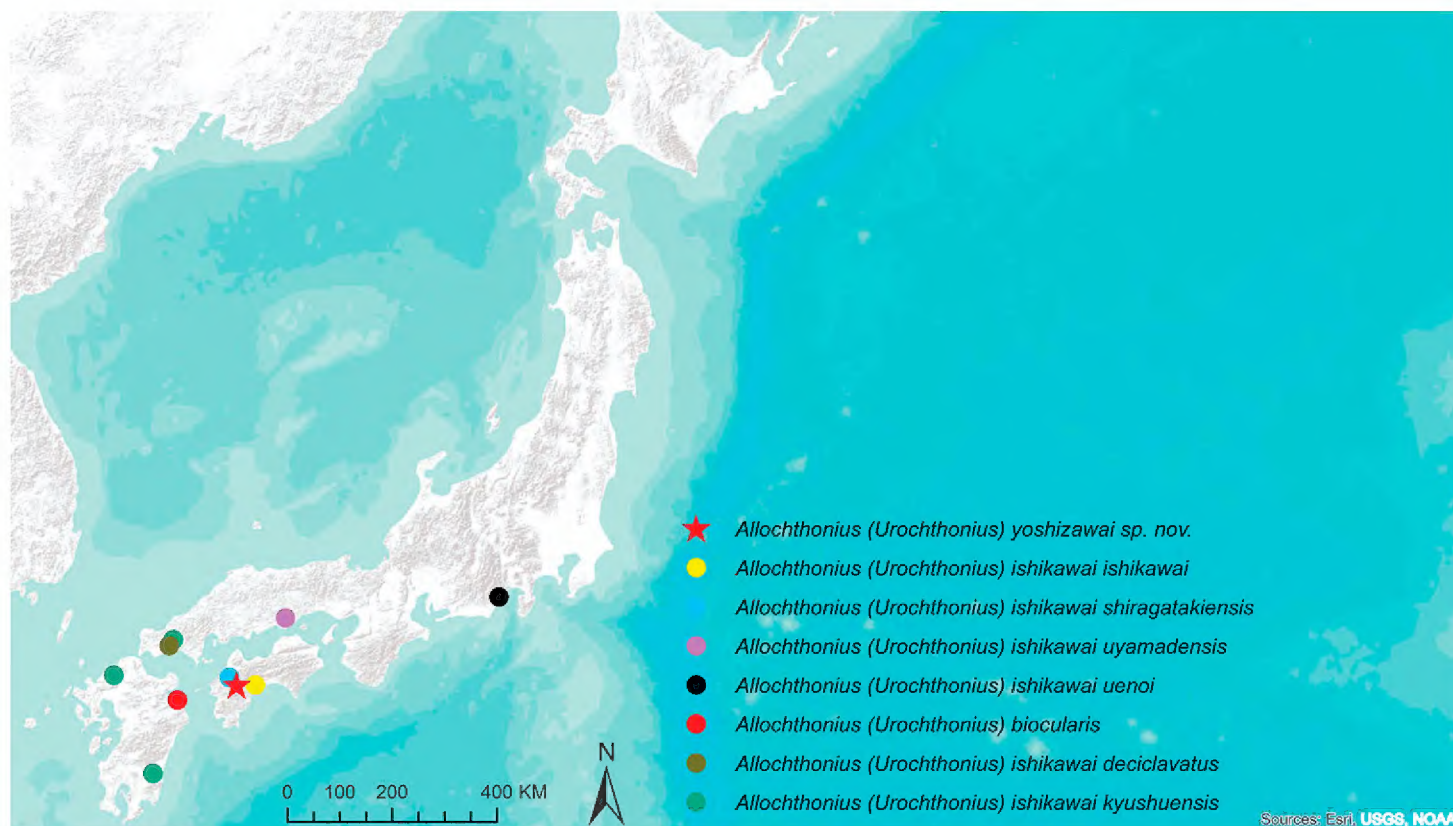 Allochthonius (Urochthonius) yoshizawai sp. nov.
Allochthonius (Urochthonius) ishikawai ishikawai
Allochthonius (Urochthonius) ishikawai shiragatakiensis
Allochthonius (Urochthonius) ishikawai uyamadensis
Allochthonius (Urochthonius) ishikawai uenoi
Allochthonius (Urochthonius) biocularis
Allochthonius (Urochthonius) ishikawai deciclavatus
Allochthonius (Urochthonius) ishikawai kyushuensis
N
0 100 200 400 KM
Sources: Esri, USGS, NOAA